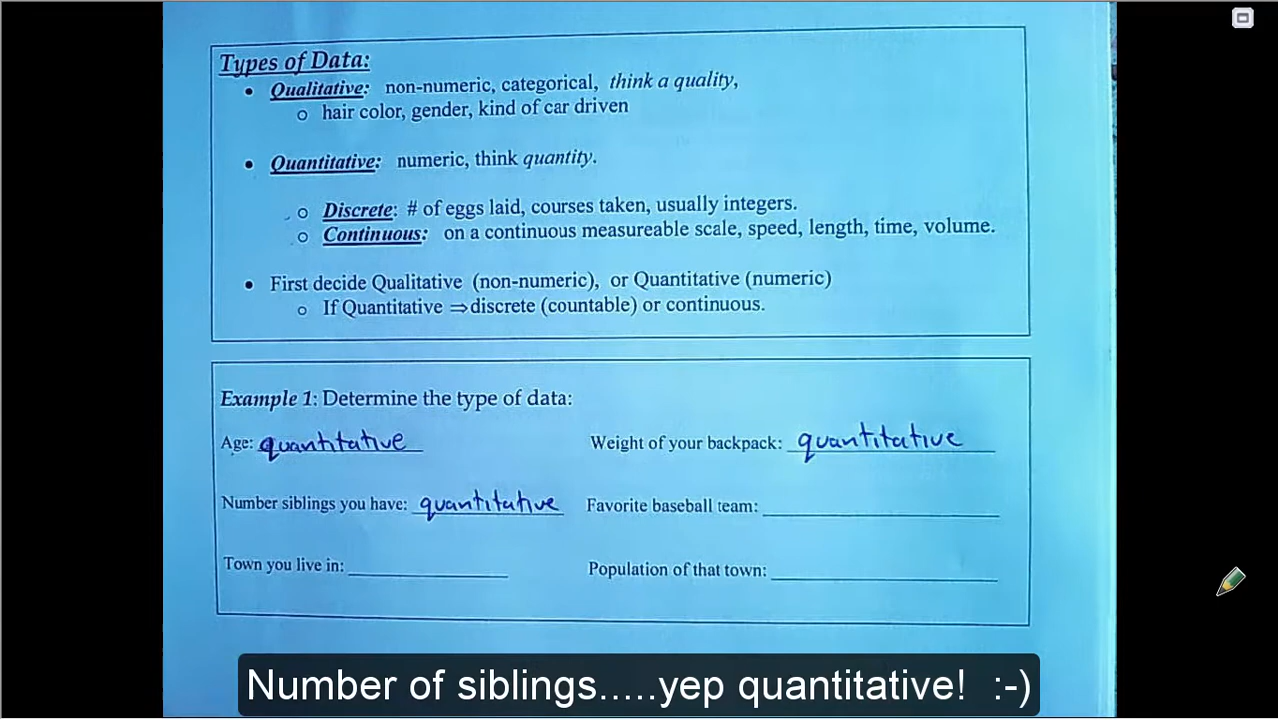 Types of Data:
• Qualitative: non-numeric, categorical, think a quality,
o hair color, gender, kind of car driven
• Quantitative: numeric, think quantity.
o Discrete: # of eggs laid, courses taken, usually integers.
o Continuous: on a continuous measureable scale, speed, length, time, volume.
• First decide Qualitative (non-numeric), or Quantitative (numeric)
o If Quantitative ⇒ discrete (countable) or continuous.
Example 1: Determine the type of data:
Age: quantitative Weight of your backpack: quantitative
Number siblings you have: quantitative Favorite baseball team: ____
Town you live in: ____ Population of that town: ____
Number of siblings.....yep quantitative! :-)